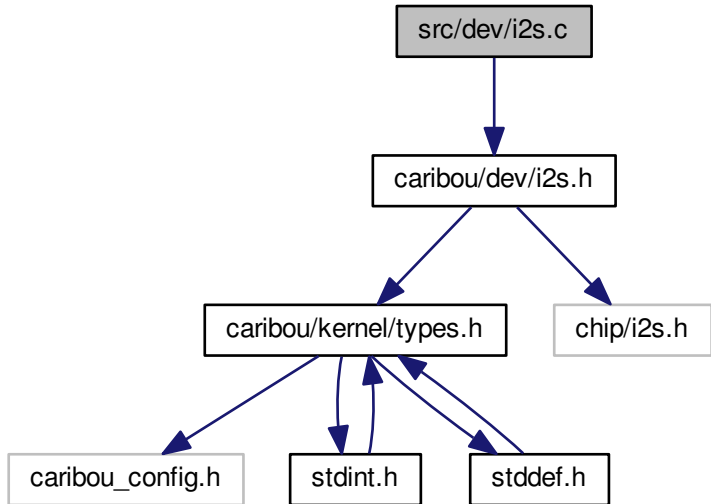 src/dev/i2s.c
caribou/dev/i2s.h
caribou/kernel/types.h
chip/i2s.h
caribou_config.h
stdint.h
stddef.h